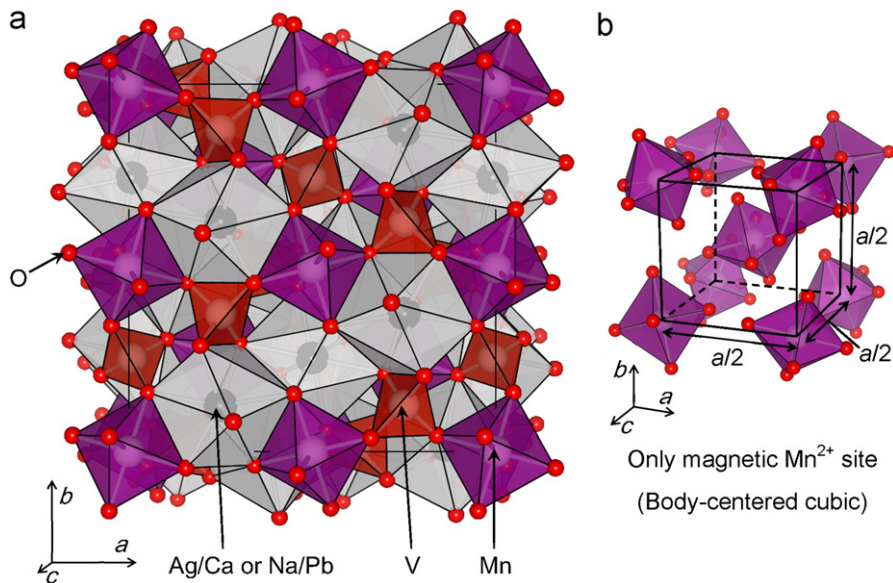 a
O
b
a
c
Ag/Ca or Na/Pb
V
Mn
b
a/2
a/2
a/2
b
a
c
Only magnetic Mn²⁺ site
(Body-centered cubic)